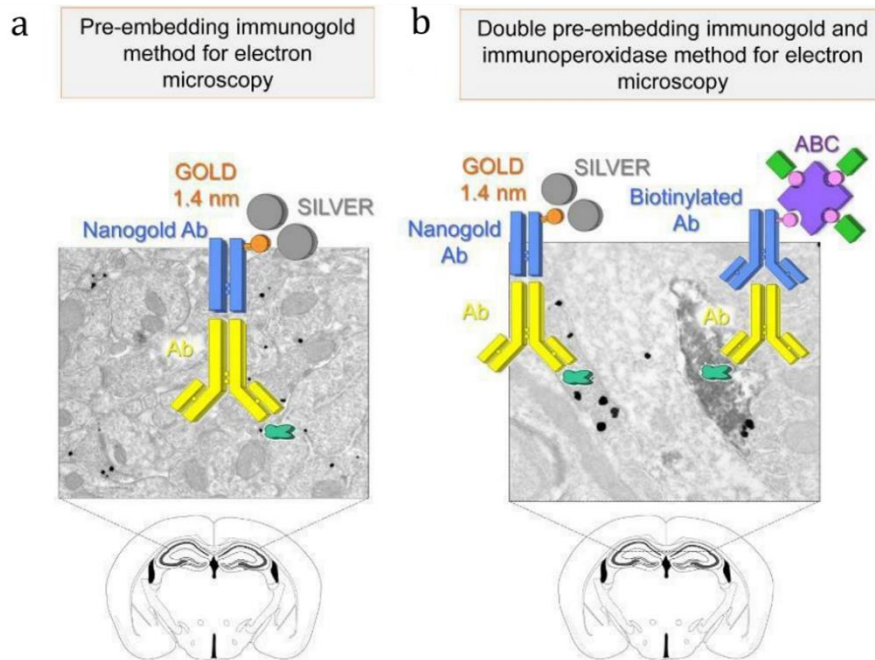 a
Pre-embedding immunogold
method for electron
microscopy
GOLD
1.4 nm
SILVER
Nanogold Ab
Ab
b
Double pre-embedding immunogold and
immunoperoxidase method for electron
microscopy
GOLD
1.4 nm
SILVER
Nanogold
Ab
Ab
ABC
Biotinylated
Ab
Ab